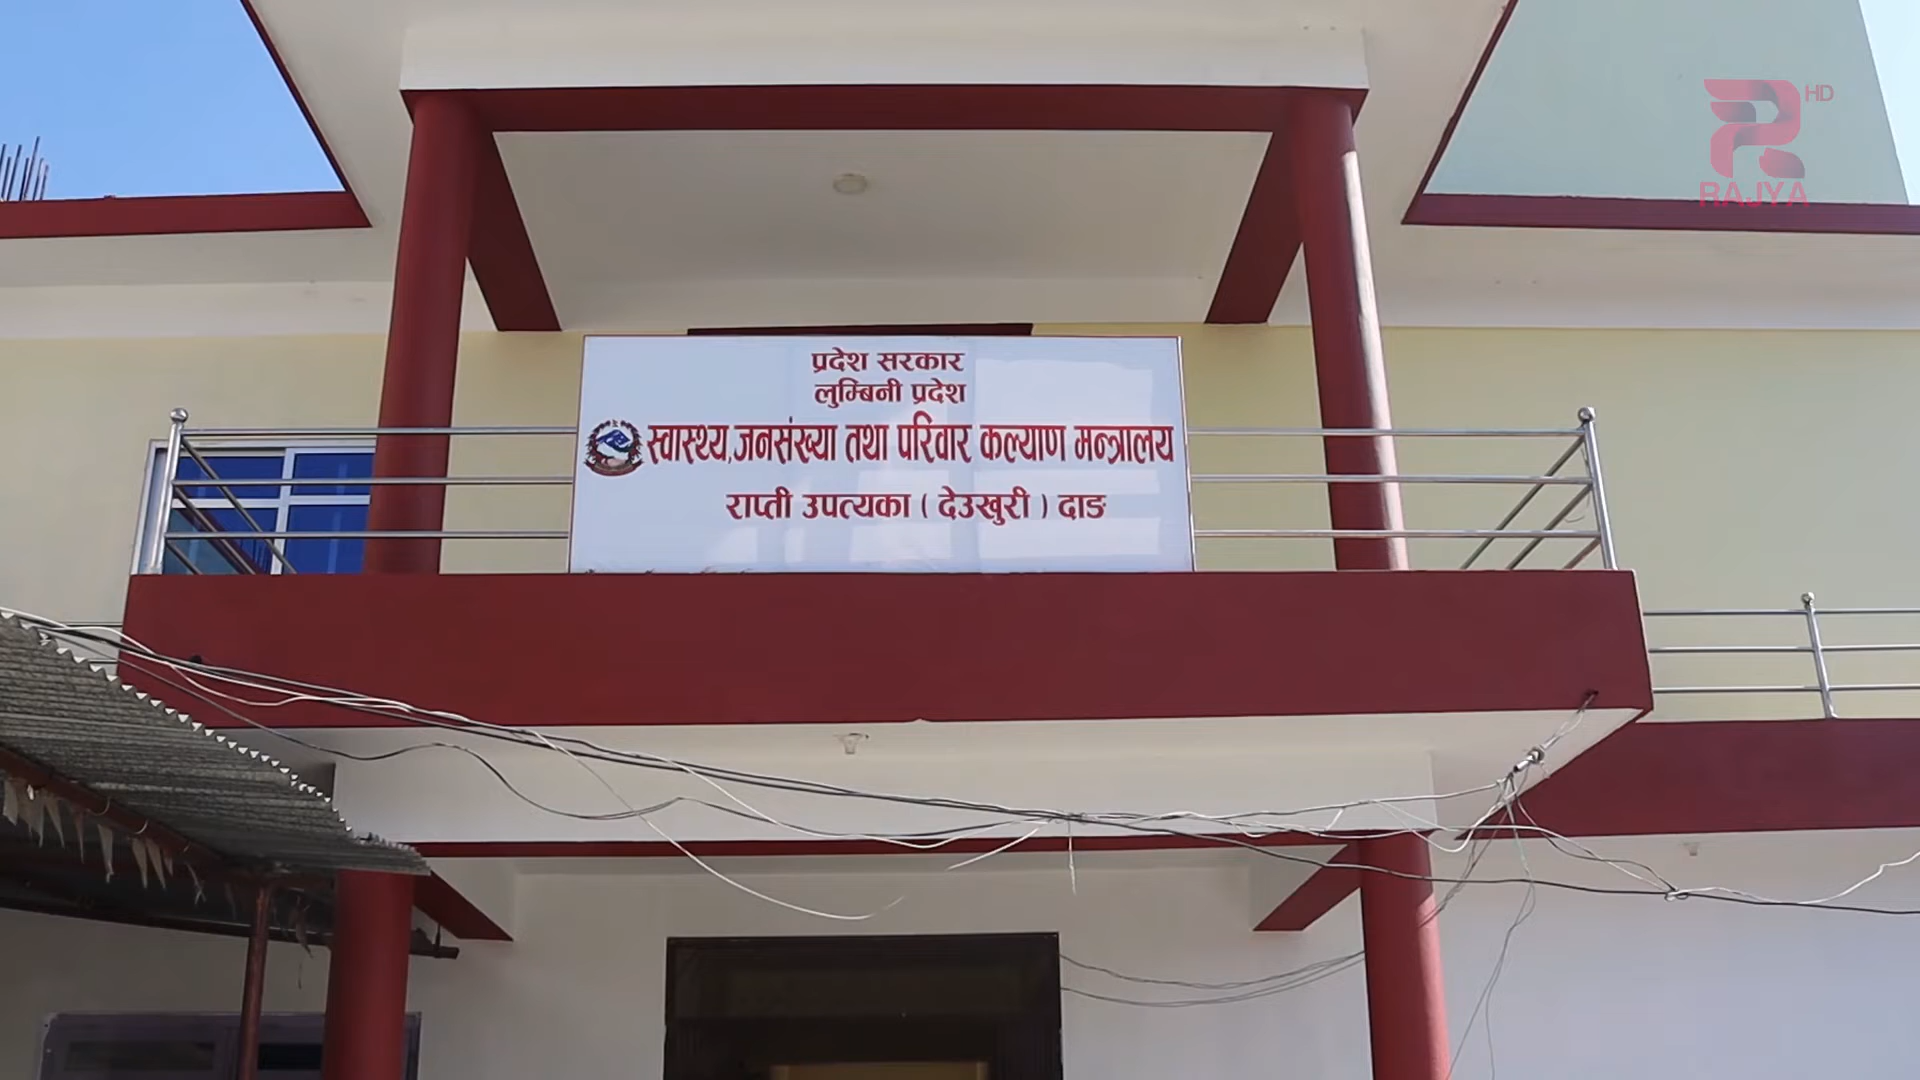 प्रदेश सरकार
लुम्बिनी प्रदेश
स्वास्थ्य,जनसंख्या तथा परिवार कल्याण मन्त्रालय
राप्ती उपत्यका ( देउखुरी ) दाङ
HD
RAJYA